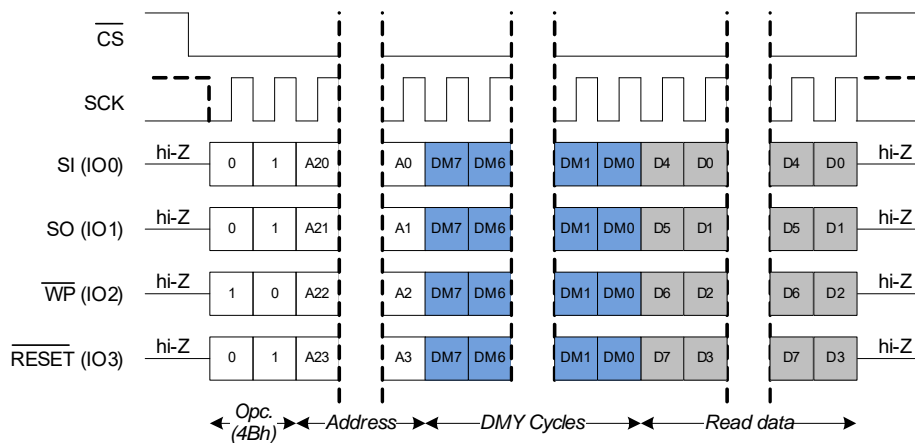 CS
SCK
SI (IO0) hi-Z 0 1 A20 A0 DM7 DM6 DM1 DM0 D4 D0 D4 D0 hi-Z
SO (IO1) hi-Z 0 1 A21 A1 DM7 DM6 DM1 DM0 D5 D1 D5 D1 hi-Z
WP (IO2) hi-Z 1 0 A22 A2 DM7 DM6 DM1 DM0 D6 D2 D6 D2 hi-Z
RESET (IO3) hi-Z 0 1 A23 A3 DM7 DM6 DM1 DM0 D7 D3 D7 D3 hi-Z
Opc. Address DMY Cycles Read data
(4Bh)